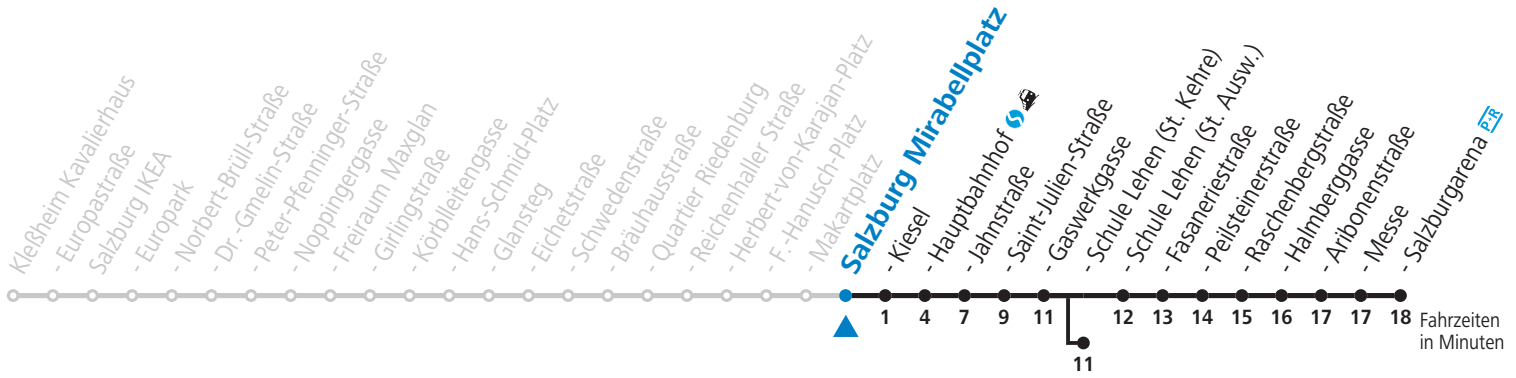 Kleßheim Kavalierhaus
- Europastraße
Salzburg IKEA
- Europark
- Norbert-Brüll-Straße
- Dr.-Gmelin-Straße
- Peter-Pfenninger-Straße
- Noppingergasse
- Freiraum Maxglan
- Girlingstraße
- Körblleitengasse
- Hans-Schmid-Platz
- Glansteg
- Eichetstraße
- Schwedenstraße
- Bräuhausstraße
- Quartier Riedenburg
- Reichenhaller Straße
- Herbert-von-Karajan-Platz
- F.-Hanusch-Platz
- Makartplatz
Salzburg Mirabellplatz
- Kiesel
- Hauptbahnhof
- Jahnstraße
- Saint-Julien-Straße
- Gaswerkgasse
- Schule Lehen (St. Kehre)
- Schule Lehen (St. Ausw.)
- Fasaneriestraße
- Peilsteinerstraße
- Raschenbergstraße
- Halmberggasse
- Aribonenstraße
- Messe
- Salzburgarena P+R
1 4 7 9 11 12 13 14 15 16 17 17 18 Fahrzeiten
in Minuten
11